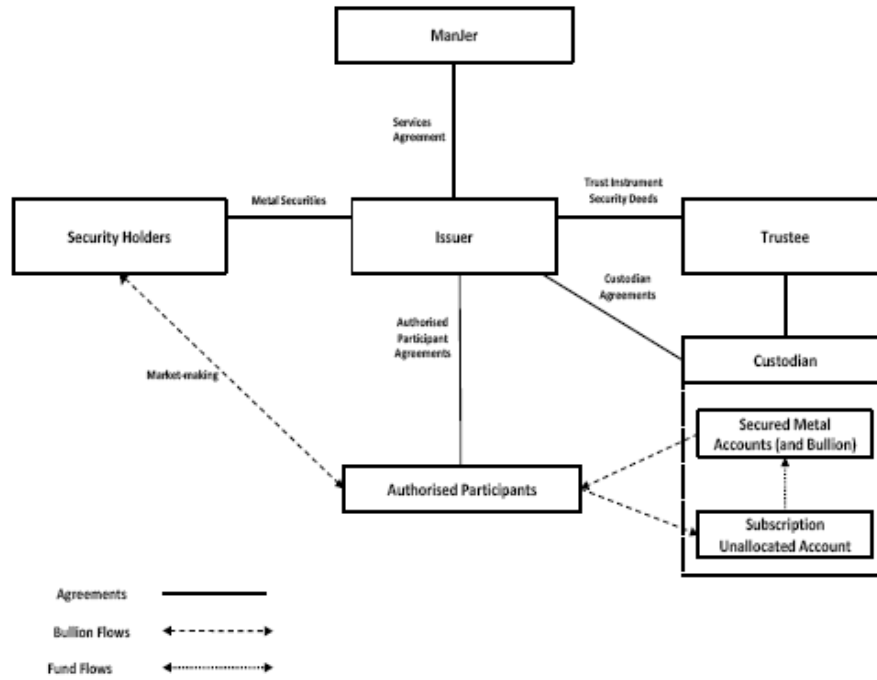 ManJer
Services
Agreement
Metal Securities
Trust Instrument
Security Deeds
Security Holders
Issuer
Trustee
Custodian
Agreements
Authorised
Participant
Agreements
Custodian
Market-making
Secured Metal
Accounts (and Bullion)
Authorised Participants
Subscription
Unallocated Account
Agreements
Bullion Flows
Fund Flows